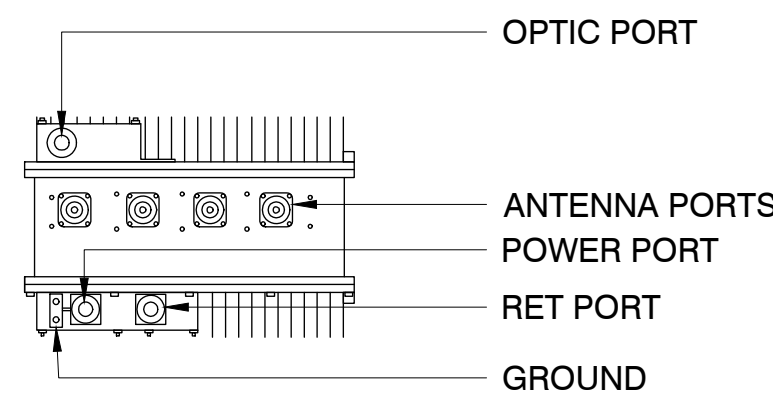 OPTIC PORT
ANTENNA PORTS
POWER PORT
RET PORT
GROUND